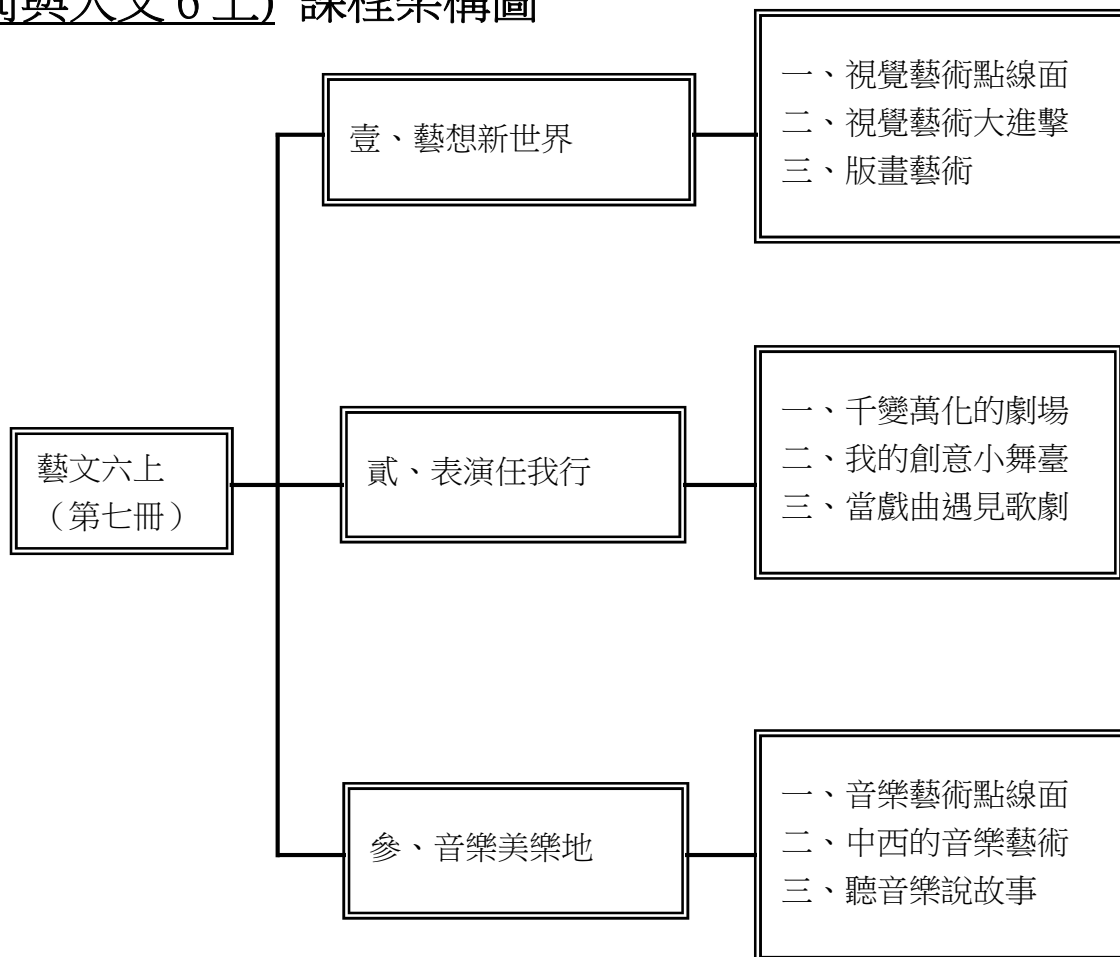 與人文 6 上) 課程架構圖
壹、藝想新世界
一、視覺藝術點線面
二、視覺藝術大進擊
三、版畫藝術
藝文六上
（第七冊）
貳、表演任我行
一、千變萬化的劇場
二、我的創意小舞臺
三、當戲曲遇見歌劇
參、音樂美樂地
一、音樂藝術點線面
二、中西的音樂藝術
三、聽音樂說故事